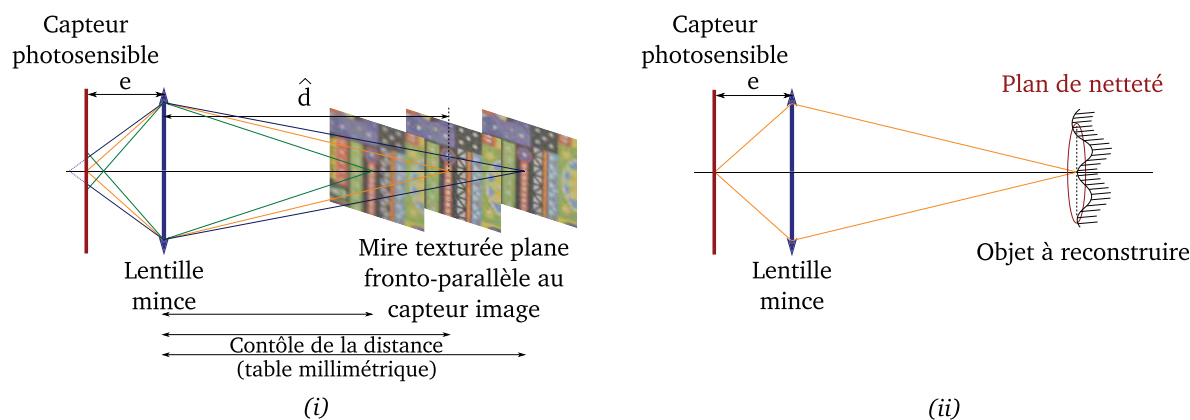 Capteur
photosensible
e
d̂
Lentille
mince
Mire texturée plane
fronto-parallèle au
capteur image
Contôle de la distance
(table millimétrique)
(i)
Capteur
photosensible
e
Plan de netteté
Lentille
mince
Objet à reconstruire
(ii)